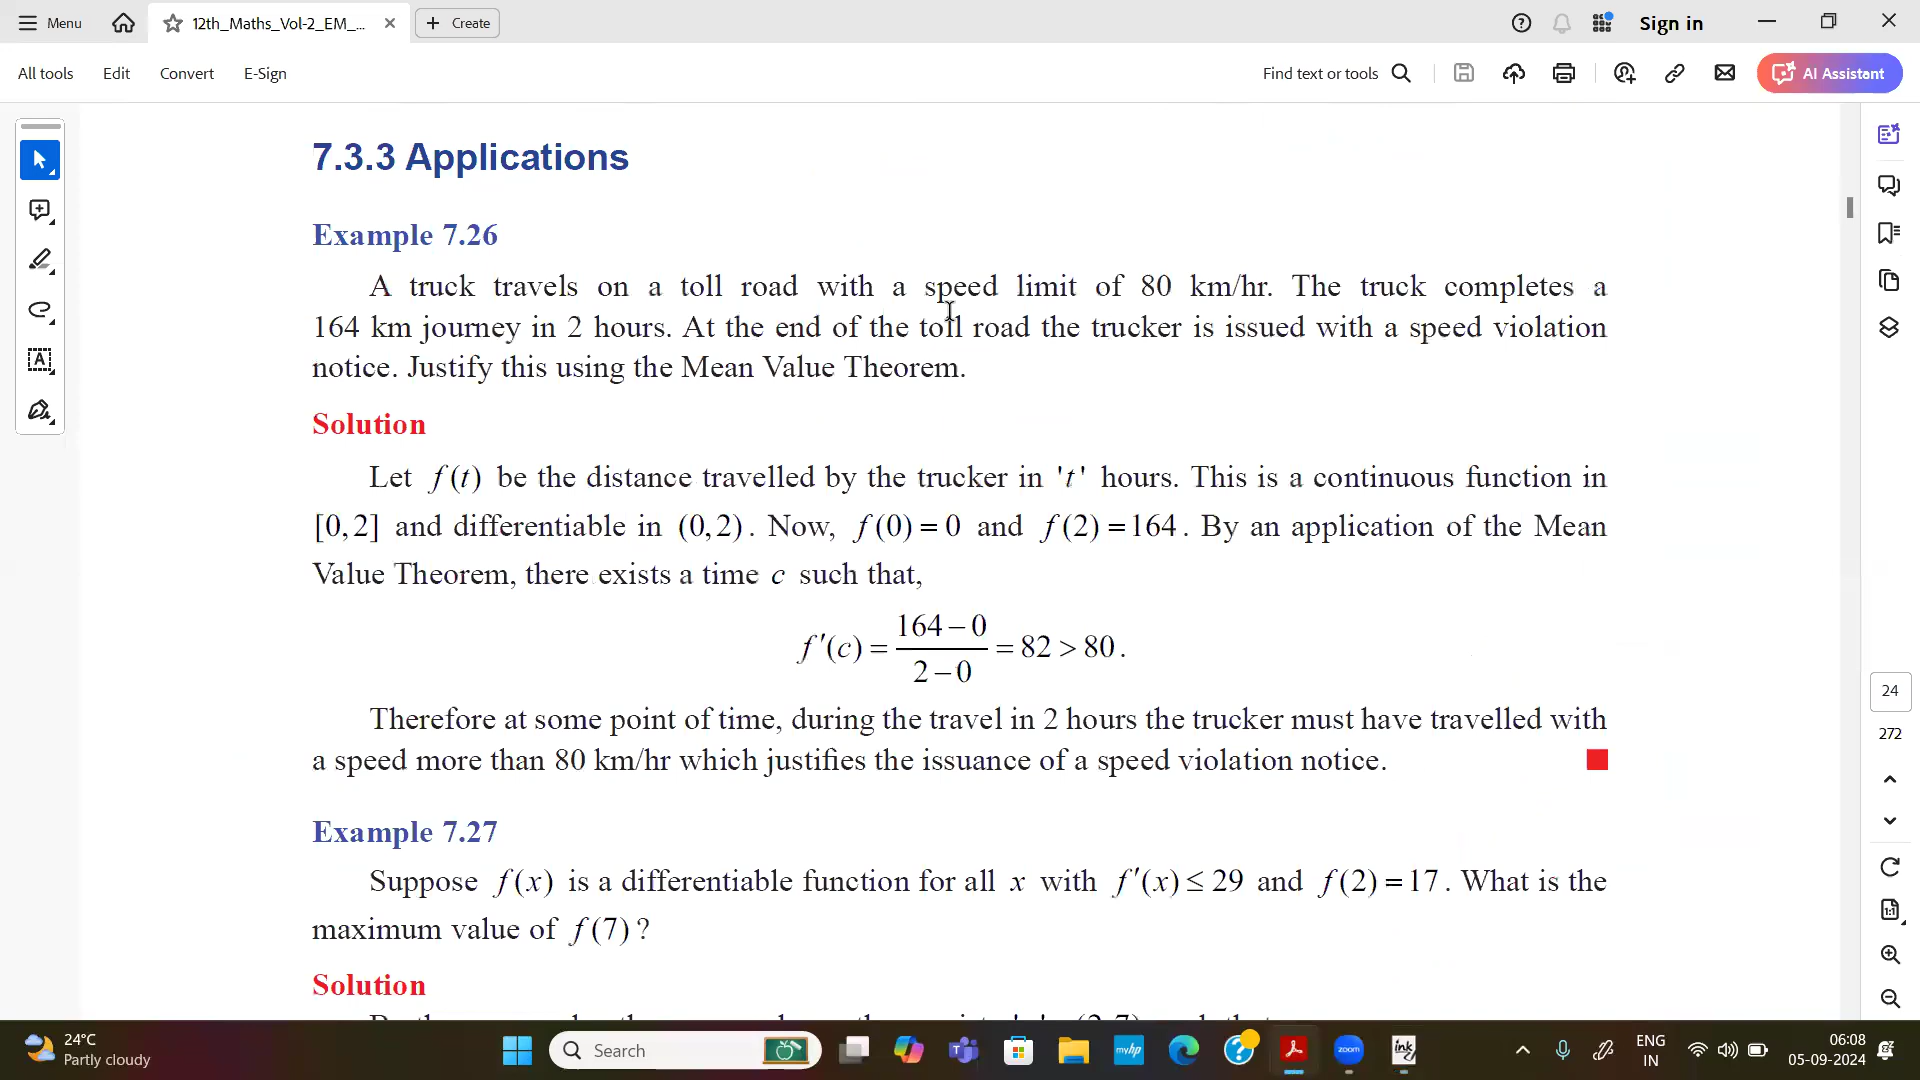 Menu
12th_Maths_Vol-2_EM_...
Create
Sign in
All tools
Edit
Convert
E-Sign
Find text or tools
AI Assistant
7.3.3 Applications
Example 7.26
A truck travels on a toll road with a speed limit of 80 km/hr. The truck completes a
164 km journey in 2 hours. At the end of the toll road the trucker is issued with a speed violation
notice. Justify this using the Mean Value Theorem.
Solution
Let f(t) be the distance travelled by the trucker in 't' hours. This is a continuous function in
[0,2] and differentiable in (0,2). Now, f(0)=0 and f(2)=164. By an application of the Mean
Value Theorem, there exists a time c such that,
f'(c) = (164 – 0)/(2 – 0) = 82 > 80.
Therefore at some point of time, during the travel in 2 hours the trucker must have travelled with
a speed more than 80 km/hr which justifies the issuance of a speed violation notice.
Example 7.27
Suppose f(x) is a differentiable function for all x with f'(x) ≤ 29 and f(2)=17. What is the
maximum value of f(7)?
Solution
24
272
24°C
Partly cloudy
Search
myhp
zoom
ink
ENG
IN
06:08
05-09-2024